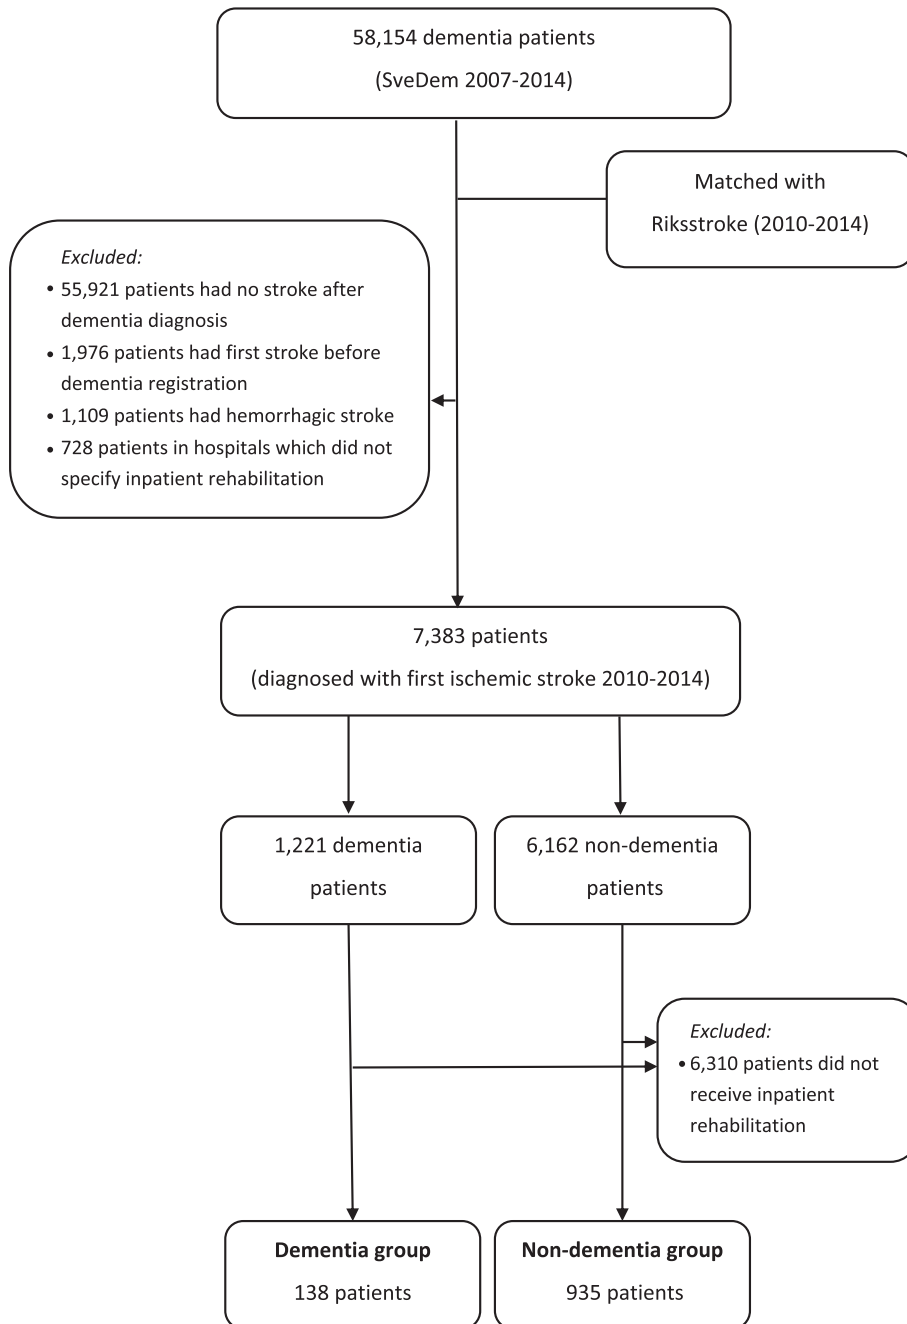 58,154 dementia patients
(SveDem 2007-2014)
Matched with
Riksstroke (2010-2014)
Excluded:
• 55,921 patients had no stroke after
dementia diagnosis
• 1,976 patients had first stroke before
dementia registration
• 1,109 patients had hemorrhagic stroke
• 728 patients in hospitals which did not
specify inpatient rehabilitation
7,383 patients
(diagnosed with first ischemic stroke 2010-2014)
1,221 dementia
patients
6,162 non-dementia
patients
Excluded:
• 6,310 patients did not
receive inpatient
rehabilitation
Dementia group
138 patients
Non-dementia group
935 patients